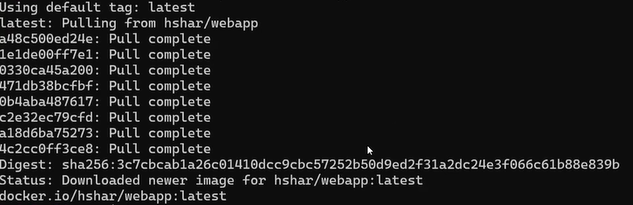 Using default tag: latest
latest: Pulling from hshar/webapp
a48c500ed24e: Pull complete
1e1de00ff7e1: Pull complete
0330ca45a200: Pull complete
471db38bcfbf: Pull complete
0b4aba487617: Pull complete
c2e32ec79cfd: Pull complete
a18d6ba75273: Pull complete
4c2cc0ff3ce8: Pull complete
Digest: sha256:3c7cbcab1a26c01410dcc9cbc57252b50d9ed2f31a2dc24e3f066c61b88e839b
Status: Downloaded newer image for hshar/webapp:latest
docker.io/hshar/webapp:latest